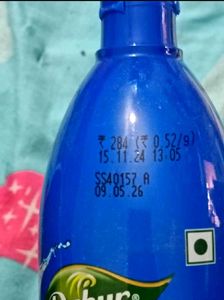 ₹ 284 (₹ 0.52/g)
15.11.24 13:05
SS40157 A
09.05.26
Dabur®